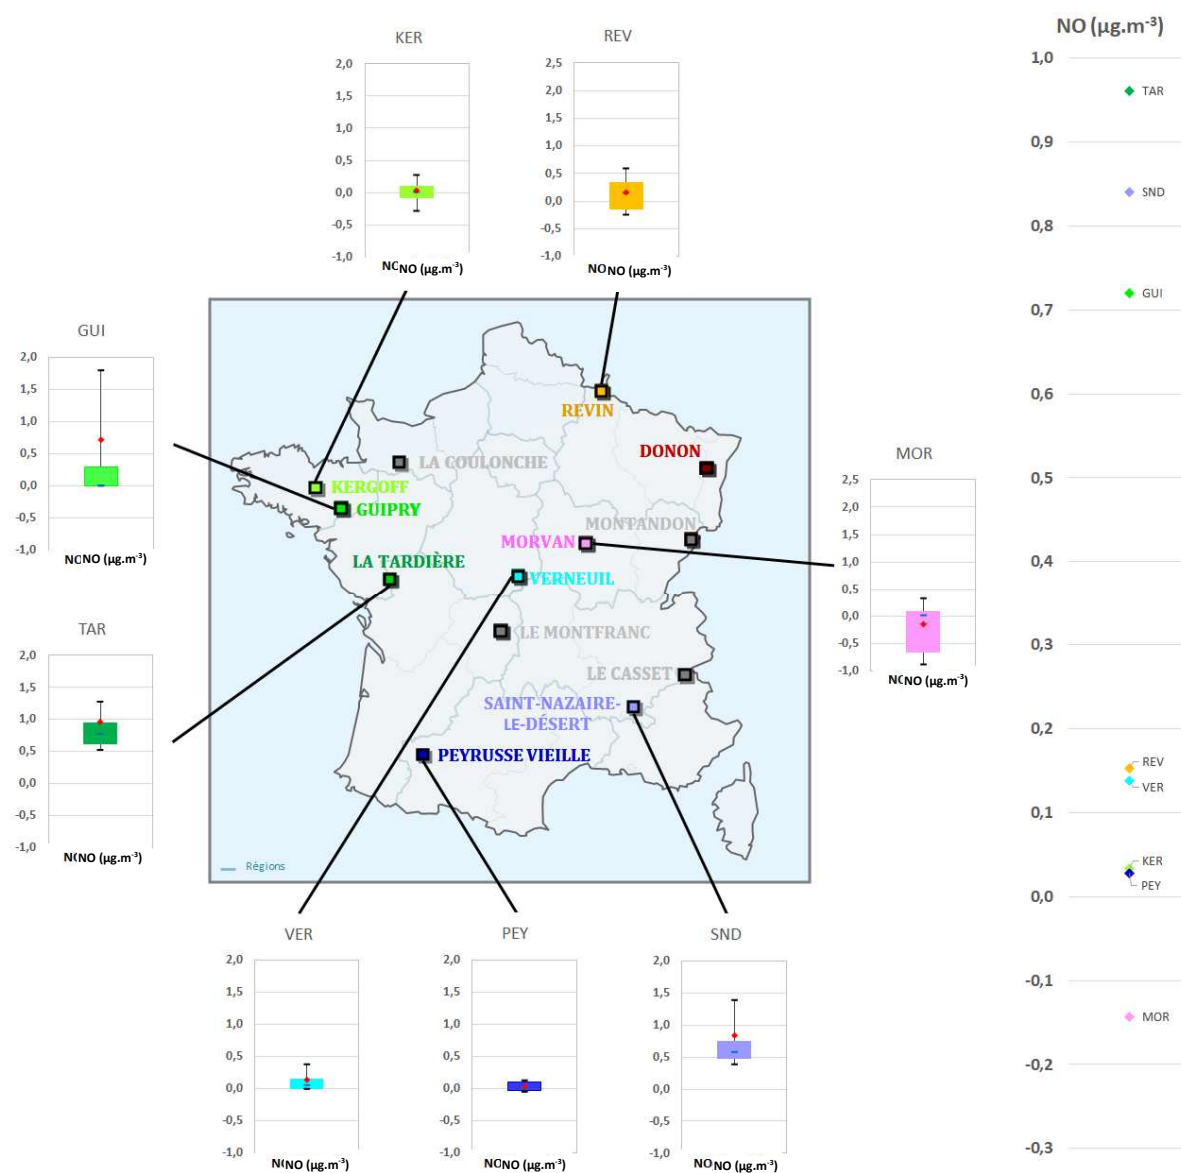 KER
2,0
1,5
1,0
0,5
0,0
-0,5
-1,0
NO (µg.m-3)
REV
2,5
2,0
1,5
1,0
0,5
0,0
-0,5
-1,0
NO (µg.m-3)
NO (µg.m-3)
1,0
0,9
0,8
0,7
0,6
0,5
0,4
0,3
0,2
0,1
0,0
-0,1
-0,2
-0,3
TAR
SND
GUI
REV
VER
KER
PEY
MOR
GUI
2,0
1,5
1,0
0,5
0,0
-0,5
-1,0
NO (µg.m-3)
REVIN
DONON
LA COULONCHE
KERGOFF
GUIPRY
MONTANDON
MORVAN
LA TARDIÈRE
VERNEUIL
LE MONTFRANC
LE CASSET
SAINT-NAZAIRE-
LE-DÉSERT
PEYRUSSE VIEILLE
Régions
MOR
2,5
2,0
1,5
1,0
0,5
0,0
-0,5
-1,0
NO (µg.m-3)
TAR
2,0
1,5
1,0
0,5
0,0
-0,5
-1,0
NO (µg.m-3)
VER
2,0
1,5
1,0
0,5
0,0
-0,5
-1,0
NO (µg.m-3)
PEY
2,0
1,5
1,0
0,5
0,0
-0,5
-1,0
NO (µg.m-3)
SND
2,0
1,5
1,0
0,5
0,0
-0,5
-1,0
NO (µg.m-3)